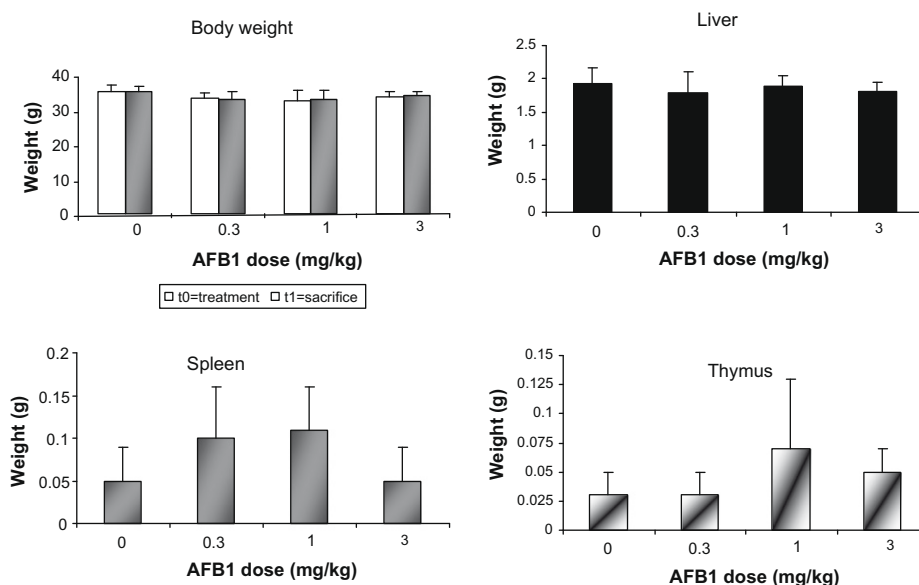 Body weight
Weight (g)
40
30
20
10
0
0 0.3 1 3
AFB1 dose (mg/kg)
t0=treatment t1=sacrifice
Liver
Weight (g)
2.5
2
1.5
1
0.5
0
0 0.3 1 3
AFB1 dose (mg/kg)
Spleen
Weight (g)
0.2
0.15
0.1
0.05
0
0 0.3 1 3
AFB1 dose (mg/kg)
Thymus
Weight (g)
0.15
0.125
0.1
0.075
0.05
0.025
0
0 0.3 1 3
AFB1 dose (mg/kg)